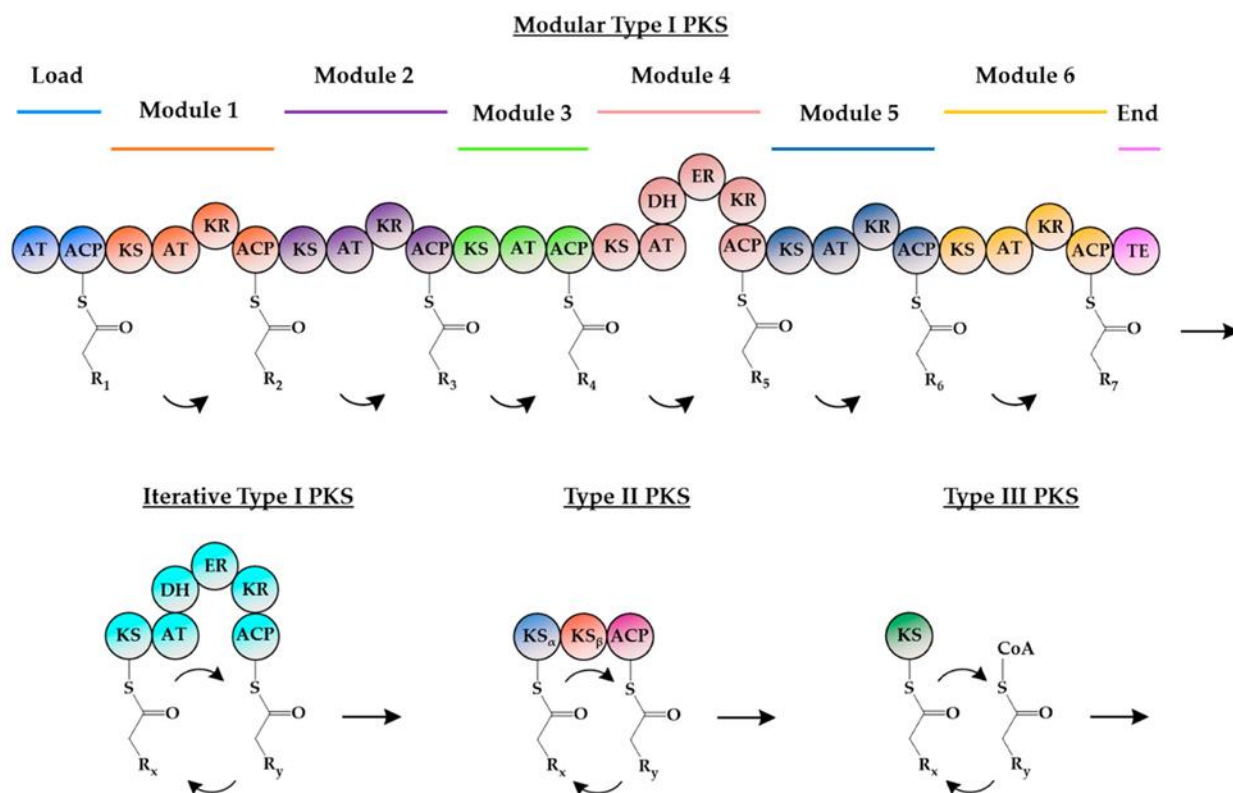 Modular Type I PKS
Load Module 1 Module 2 Module 3 Module 4 Module 5 Module 6 End
AT ACP KS AT KR ACP KS AT KR ACP KS AT ACP KS AT DH ER KR ACP KS AT KR ACP KS AT KR ACP TE
S S S S S S S
O O O O O O O
R₁ R₂ R₃ R₄ R₅ R₆ R₇
Iterative Type I PKS
KS AT DH ER KR ACP
S S
O O
Rₓ Rᵧ
Type II PKS
KSα KSβ ACP
S S
O O
Rₓ Rᵧ
Type III PKS
KS CoA
S S
O O
Rₓ Rᵧ